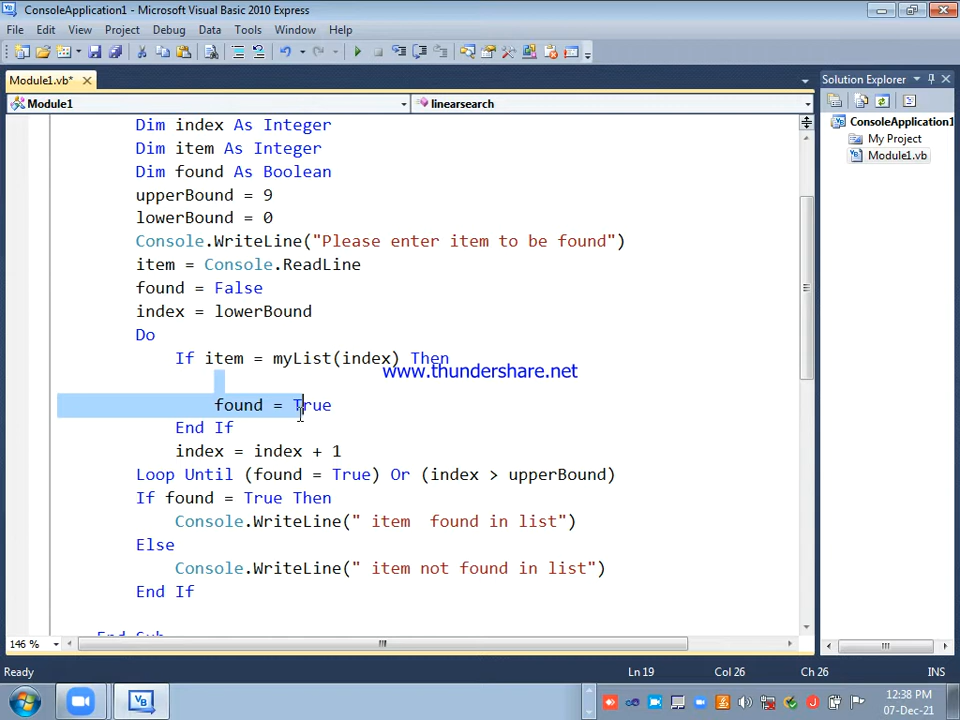 ConsoleApplication1 - Microsoft Visual Basic 2010 Express
File Edit View Project Debug Data Tools Window Help
Module1.vb*
Solution Explorer
Module1
linearsearch
ConsoleApplication1
My Project
Module1.vb
Dim index As Integer
Dim item As Integer
Dim found As Boolean
upperBound = 9
lowerBound = 0
Console.WriteLine("Please enter item to be found")
item = Console.ReadLine
found = False
index = lowerBound
Do
If item = myList(index) Then
www.thundershare.net
found = True
End If
index = index + 1
Loop Until (found = True) Or (index > upperBound)
If found = True Then
Console.WriteLine(" item  found in list")
Else
Console.WriteLine(" item not found in list")
End If
End Sub
146 %
Ready
Ln 19
Col 26
Ch 26
INS
12:38 PM
07-Dec-21